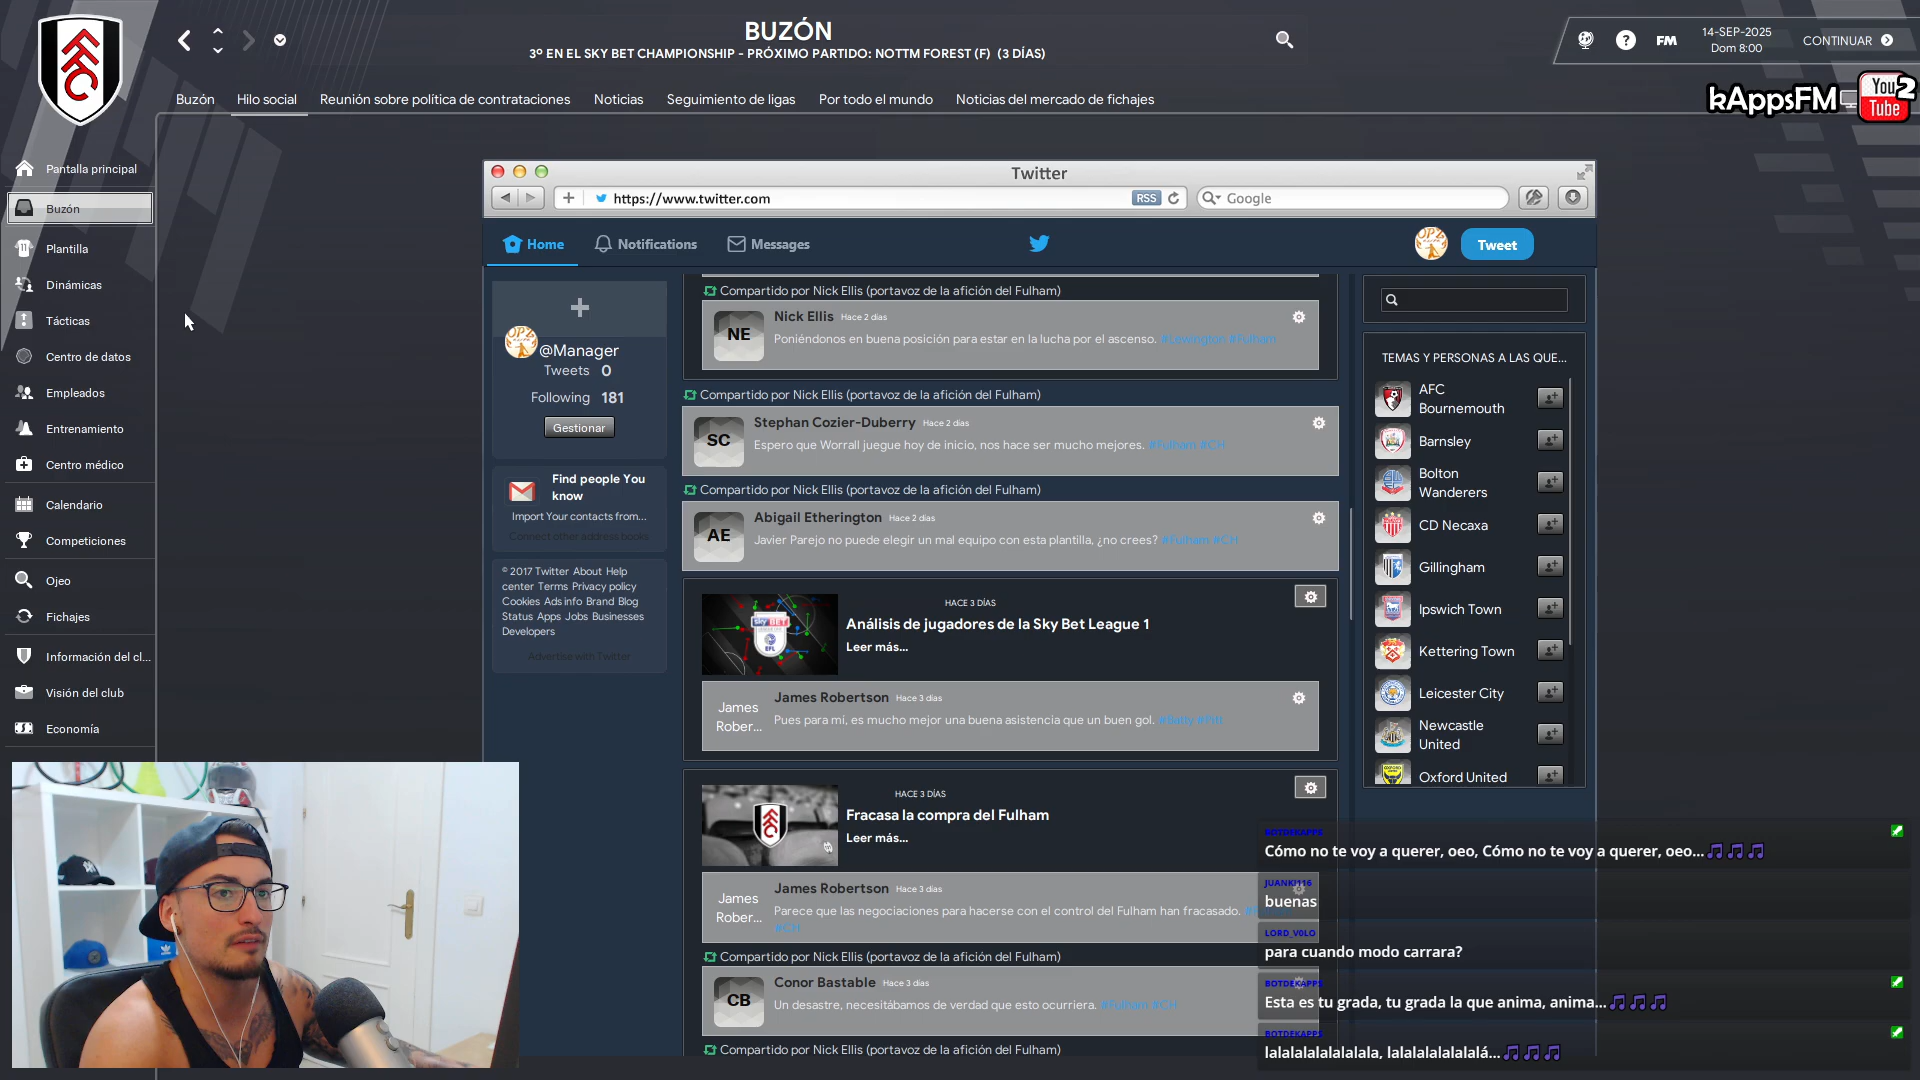 BUZÓN
3º EN EL SKY BET CHAMPIONSHIP - PRÓXIMO PARTIDO: NOTTM FOREST (F) (3 DÍAS)
FM
14-SEP-2025
Dom 8:00
CONTINUAR
Buzón
Hilo social
Reunión sobre política de contrataciones
Noticias
Seguimiento de ligas
Por todo el mundo
Noticias del mercado de fichajes
kAppsFM
You2
Tube
Pantalla principal
Buzón
Plantilla
Dinámicas
Tácticas
Centro de datos
Empleados
Entrenamiento
Centro médico
Calendario
Competiciones
Ojeo
Fichajes
Información del cl...
Visión del club
Economía
Twitter
https://www.twitter.com
RSS
Google
Home
Notifications
Messages
Tweet
@Manager
Tweets 0
Following 181
Gestionar
Find people You
know
Import Your contacts from...
Connect other address books
© 2017 Twitter About Help
center Terms Privacy policy
Cookies Ads info Brand Blog
Status Apps Jobs Businesses
Developers
Advertise with Twitter
Compartido por Nick Ellis (portavoz de la afición del Fulham)
NE
Nick Ellis Hace 2 días
Poniéndonos en buena posición para estar en la lucha por el ascenso. #Lewington #Fulham
Compartido por Nick Ellis (portavoz de la afición del Fulham)
SC
Stephan Cozier-Duberry Hace 2 días
Espero que Worrall juegue hoy de inicio, nos hace ser mucho mejores. #Fulham #CH
Compartido por Nick Ellis (portavoz de la afición del Fulham)
AE
Abigail Etherington Hace 2 días
Javier Parejo no puede elegir un mal equipo con esta plantilla, ¿no crees? #Fulham #CH
HACE 3 DÍAS
Análisis de jugadores de la Sky Bet League 1
Leer más...
James
Rober...
James Robertson Hace 3 días
Pues para mí, es mucho mejor una buena asistencia que un buen gol.
HACE 3 DÍAS
Fracasa la compra del Fulham
Leer más...
James
Rober...
James Robertson Hace 3 días
Parece que las negociaciones para hacerse con el control del Fulham han fracasado.
#CH
Compartido por Nick Ellis (portavoz de la afición del Fulham)
CB
Conor Bastable Hace 3 días
Un desastre, necesitábamos de verdad que esto ocurriera. #Fulham #CH
Compartido por Nick Ellis (portavoz de la afición del Fulham)
TEMAS Y PERSONAS A LAS QUE...
AFC
Bournemouth
Barnsley
Bolton
Wanderers
CD Necaxa
Gillingham
Ipswich Town
Kettering Town
Leicester City
Newcastle
United
Oxford United
BOTDEKAPPS
Cómo no te voy a querer, oeo, Cómo no te voy a querer, oeo...
JUANKI116
buenas
LORD_V0LO
para cuando modo carrara?
BOTDEKAPPS
Esta es tu grada, tu grada la que anima, anima...
BOTDEKAPPS
lalalalalalalala, lalalalalalalalá...